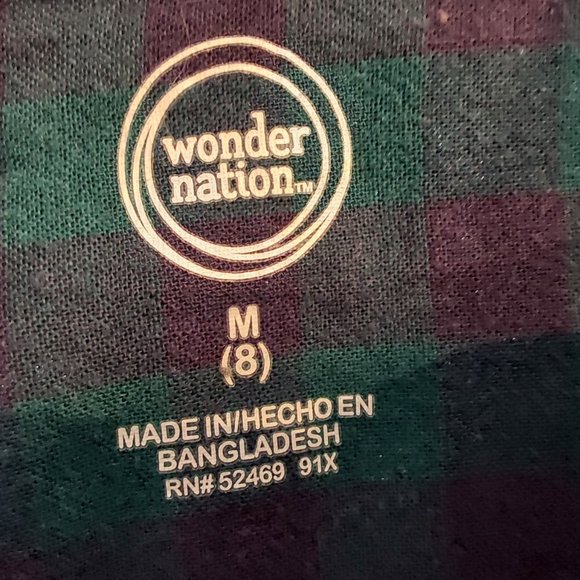 wonder
nation™
M
(8)
MADE IN/HECHO EN
BANGLADESH
RN# 52469 91X